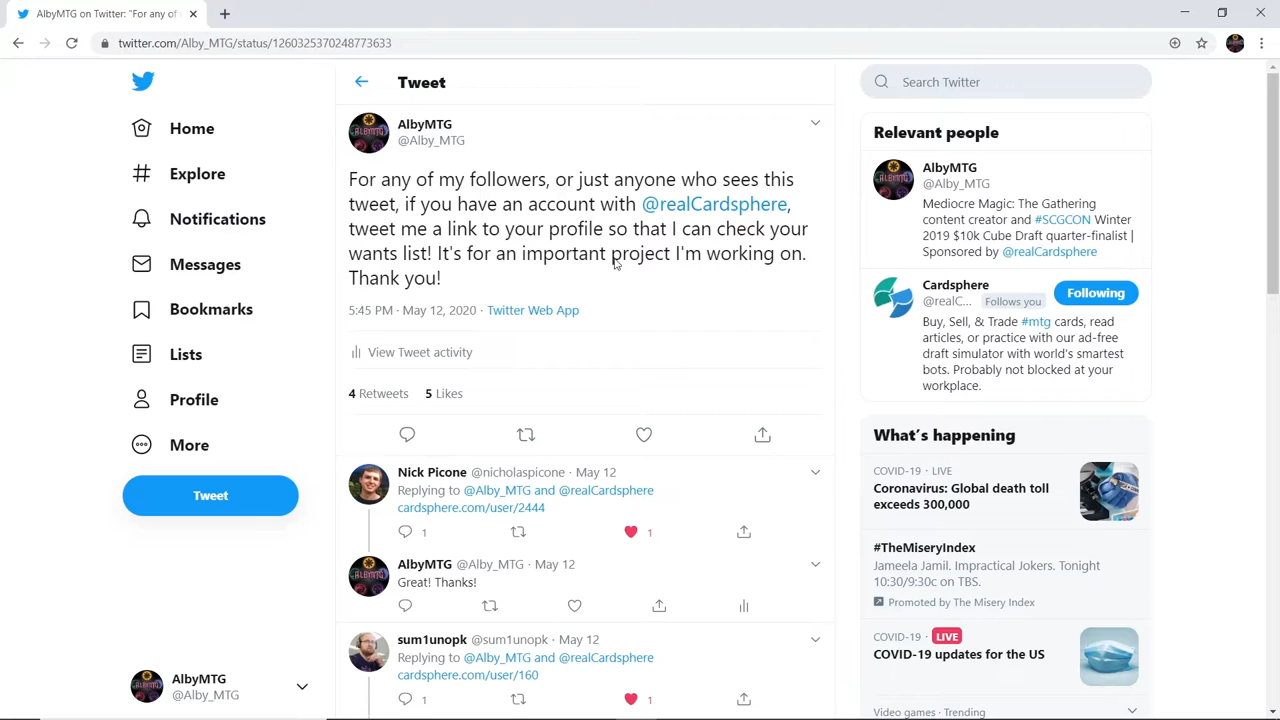 AlbyMTG on Twitter: "For any of
twitter.com/Alby_MTG/status/1260325370248773633
Home
Explore
Notifications
Messages
Bookmarks
Lists
Profile
More
Tweet
AlbyMTG
@Alby_MTG
Tweet
AlbyMTG
@Alby_MTG
For any of my followers, or just anyone who sees this
tweet, if you have an account with @realCardsphere,
tweet me a link to your profile so that I can check your
wants list! It's for an important project I'm working on.
Thank you!
5:45 PM · May 12, 2020 · Twitter Web App
View Tweet activity
4 Retweets 5 Likes
Nick Picone @nicholaspicone · May 12
Replying to @Alby_MTG and @realCardsphere
cardsphere.com/user/2444
1 1
AlbyMTG @Alby_MTG · May 12
Great! Thanks!
sum1unopk @sum1unopk · May 12
Replying to @Alby_MTG and @realCardsphere
cardsphere.com/user/160
1 1
Search Twitter
Relevant people
AlbyMTG
@Alby_MTG
Mediocre Magic: The Gathering
content creator and #SCGCON Winter
2019 $10k Cube Draft quarter-finalist |
Sponsored by @realCardsphere
Cardsphere
@realC... Follows you
Following
Buy, Sell, & Trade #mtg cards, read
articles, or practice with our ad-free
draft simulator with world's smartest
bots. Probably not blocked at your
workplace.
What's happening
COVID-19 · LIVE
Coronavirus: Global death toll
exceeds 300,000
#TheMiseryIndex
Jameela Jamil. Impractical Jokers. Tonight
10:30/9:30c on TBS.
Promoted by The Misery Index
COVID-19 · LIVE
COVID-19 updates for the US
Video games · Trending